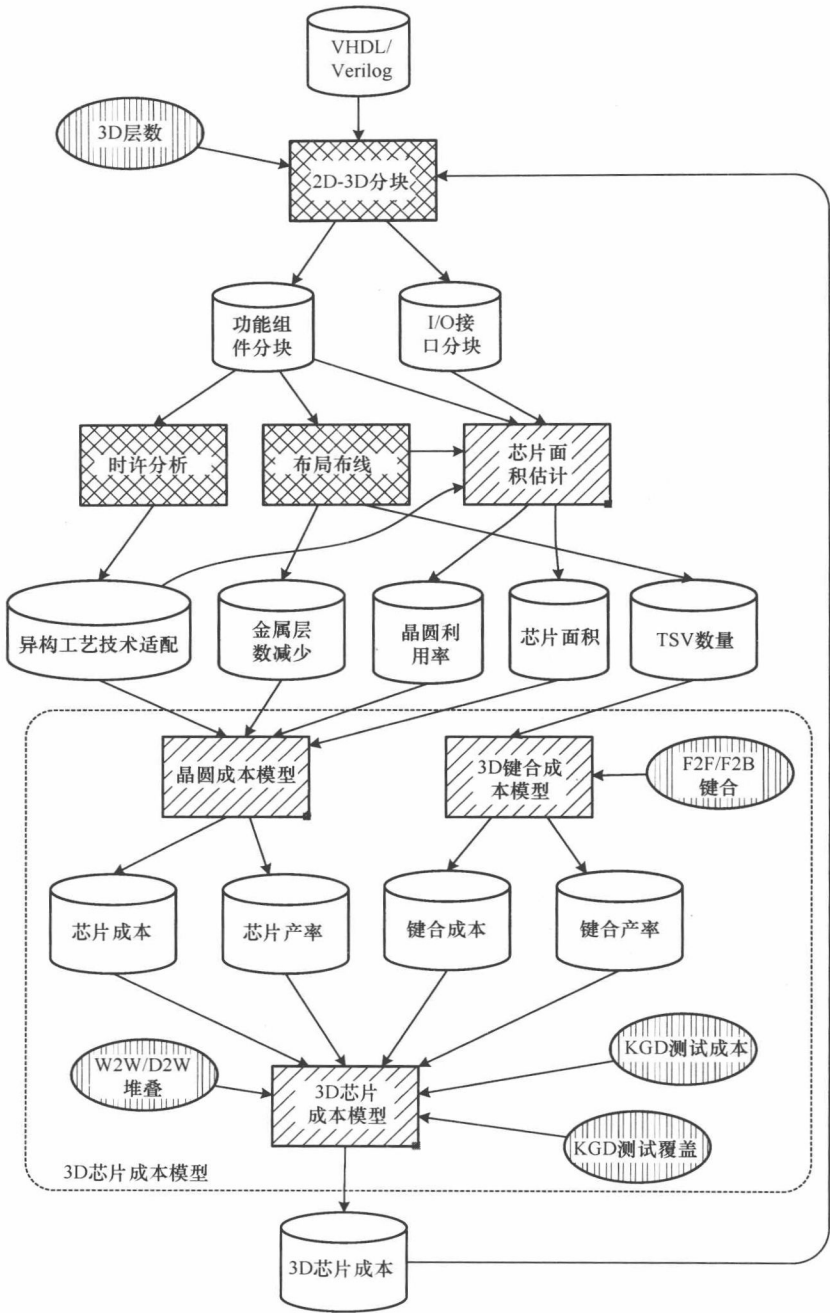 VHDL/
Verilog
3D层数
2D-3D分块
功能组
件分块
I/O接
口分块
时许分析
布局布线
芯片面
积估计
异构工艺技术适配
金属层
数减少
晶圆利
用率
芯片面积
TSV数量
晶圆成本模型
3D键合成
本模型
F2F/F2B
键合
芯片成本
芯片产率
键合成本
键合产率
W2W/D2W
堆叠
3D芯片
成本模型
KGD测试成本
KGD测试覆盖
3D芯片成本模型
3D芯片成本